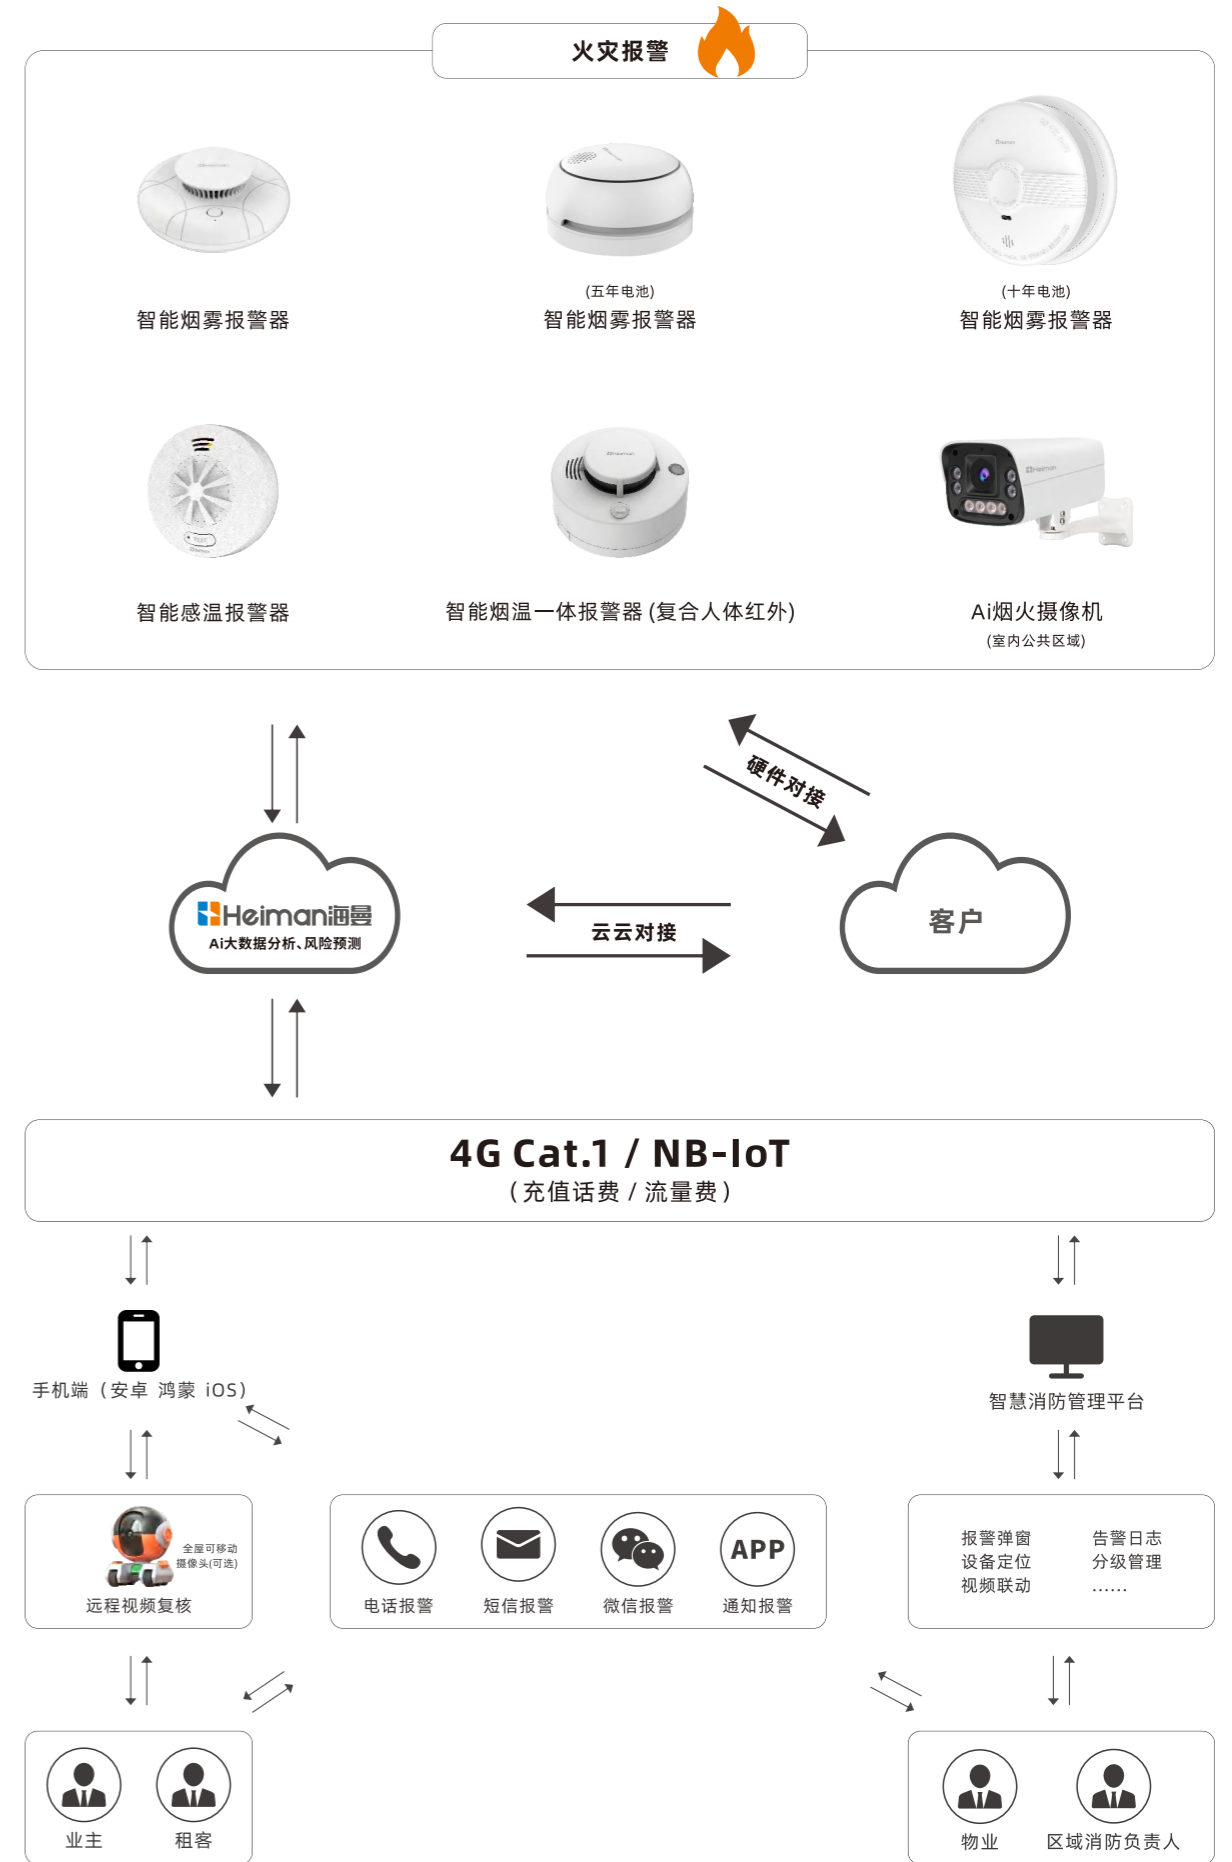 火灾报警
(五年电池)
(十年电池)
智能烟雾报警器
智能烟雾报警器
智能烟雾报警器
Heiman
TEST
Heiman
Heiman
智能感温报警器
智能烟温一体报警器 (复合人体红外)
Ai烟火摄像机
(室内公共区域)
硬件对接
Heiman海曼
Ai大数据分析、风险预测
云云对接
客户
4G Cat.1 / NB-IoT
(充值话费 / 流量费)
手机端 (安卓 鸿蒙 iOS)
智慧消防管理平台
全屋可移动
摄像头(可选)
远程视频复核
APP
电话报警
短信报警
微信报警
通知报警
报警弹窗
告警日志
设备定位
分级管理
视频联动
......
业主
租客
物业
区域消防负责人